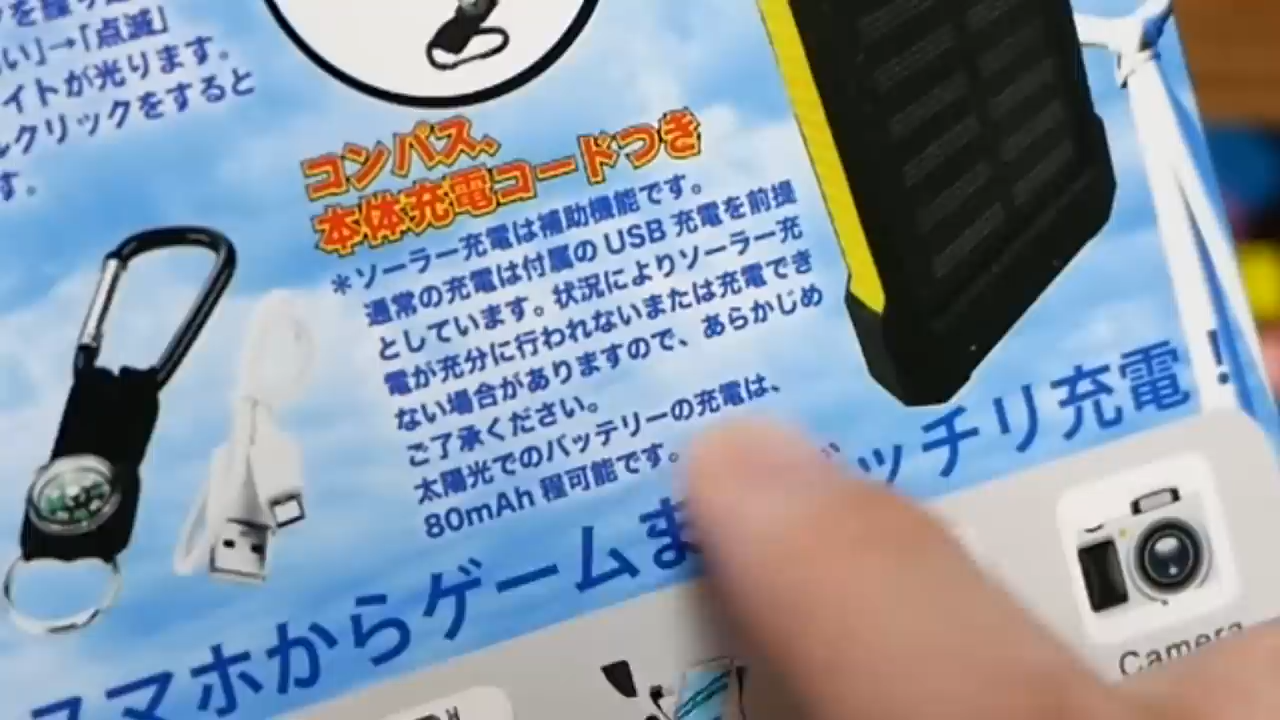 を繰り
い」→「点滅」
イトが光ります。
クリックをすると
す。
コンパス、
本体充電コードつき
＊ソーラー充電は補助機能です。
通常の充電は付属の USB 充電を前提
としています。状況によりソーラー充
電が充分に行われないまたは充電でき
ない場合がありますので、あらかじめ
ご了承ください。
太陽光でのバッテリーの充電は、
80mAh 程可能です。
スマホからゲームま ッチリ充電！
Camera